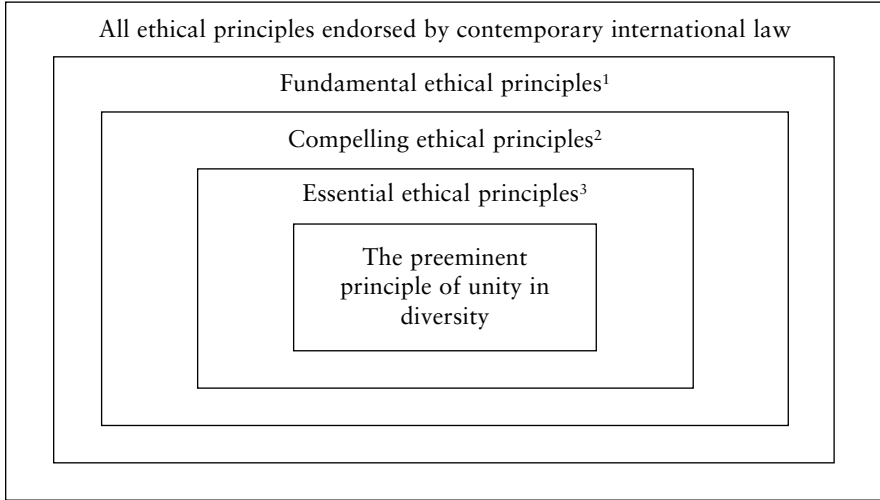 All ethical principles endorsed by contemporary international law
Fundamental ethical principles¹
Compelling ethical principles²
Essential ethical principles³
The preeminent
principle of unity in
diversity